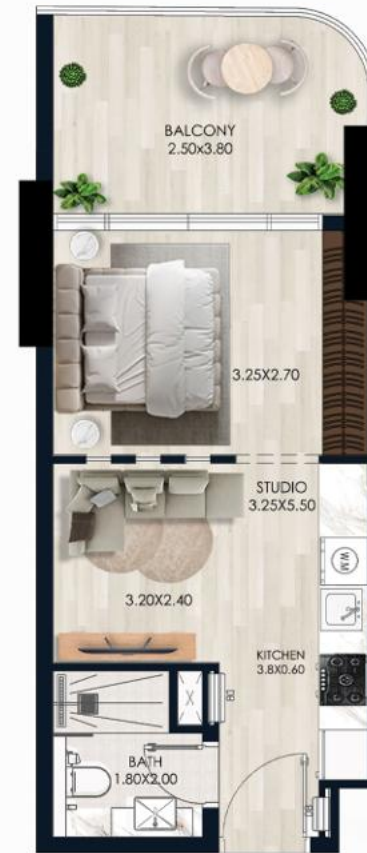 BALCONY
2.50x3.80
3.25X2.70
STUDIO
3.25X5.50
W.M
3.20X2.40
KITCHEN
3.8X0.60
DB
BATH
1.80X2.00